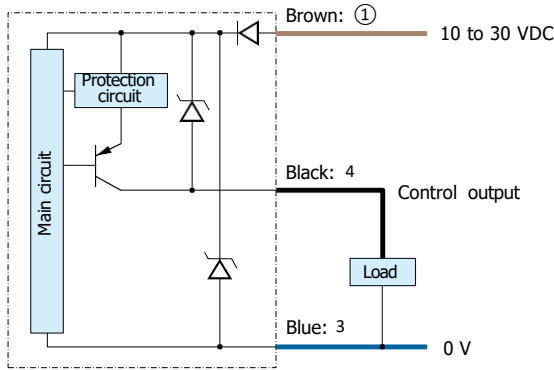 Brown: ①
10 to 30 VDC
Protection
circuit
Main circuit
Black: 4
Control output
Load
Blue: 3
0 V